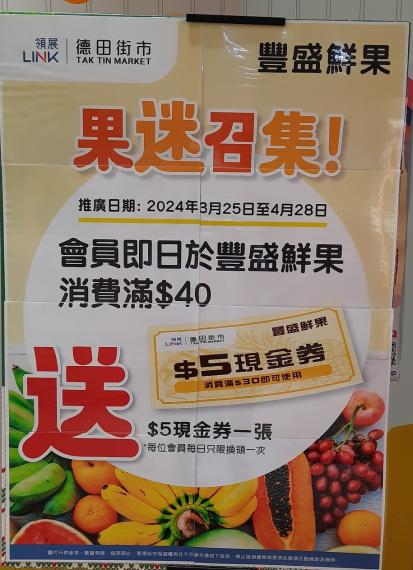 領展 德田街市 豐盛鮮果
LINK TAK TIN MARKET
果迷召集!
推廣日期: 2024年3月25日至4月28日
會員即日於豐盛鮮果
消費滿$40
領展 德田街市 豐盛鮮果
LINK
$5現金券
消費滿$30即可使用
送
$5現金券一張
*每位會員每日只限換領一次